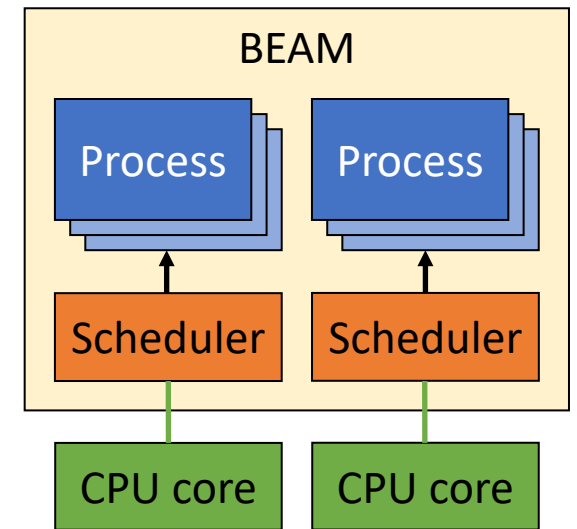 BEAM
Process
Process
Scheduler
Scheduler
CPU core
CPU core